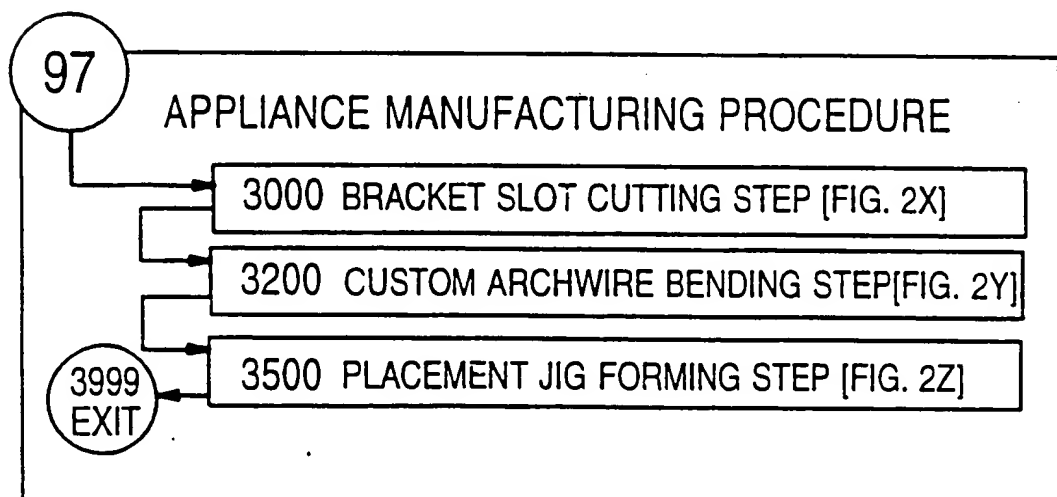 97
APPLIANCE MANUFACTURING PROCEDURE
3000 BRACKET SLOT CUTTING STEP [FIG. 2X]
3200 CUSTOM ARCHWIRE BENDING STEP[FIG. 2Y]
3500 PLACEMENT JIG FORMING STEP [FIG. 2Z]
3999
EXIT